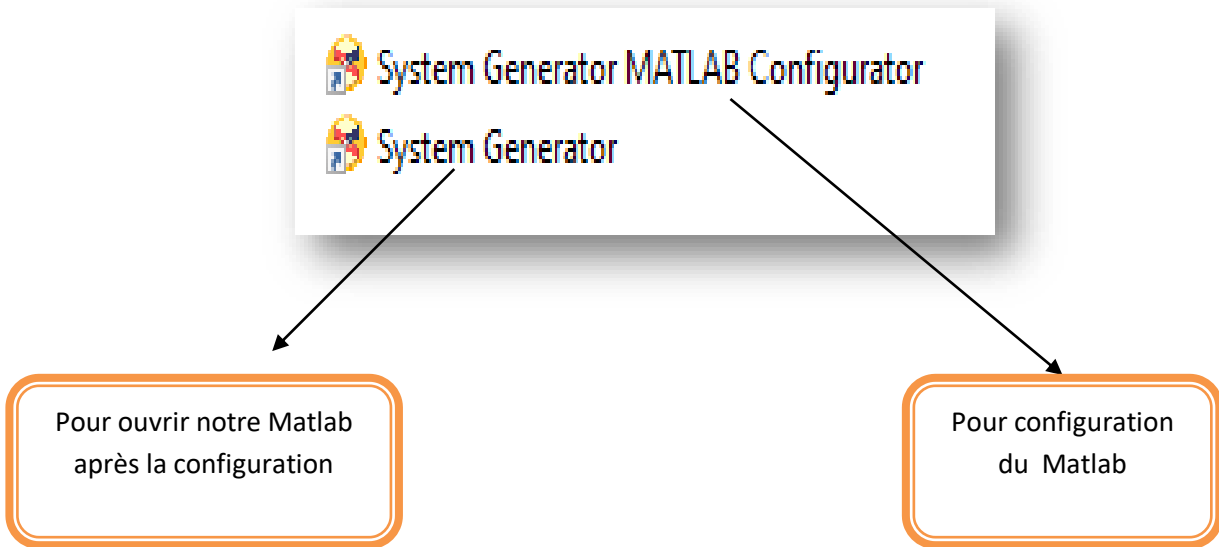 System Generator MATLAB Configurator
System Generator
Pour ouvrir notre Matlab
après la configuration
Pour configuration
du Matlab